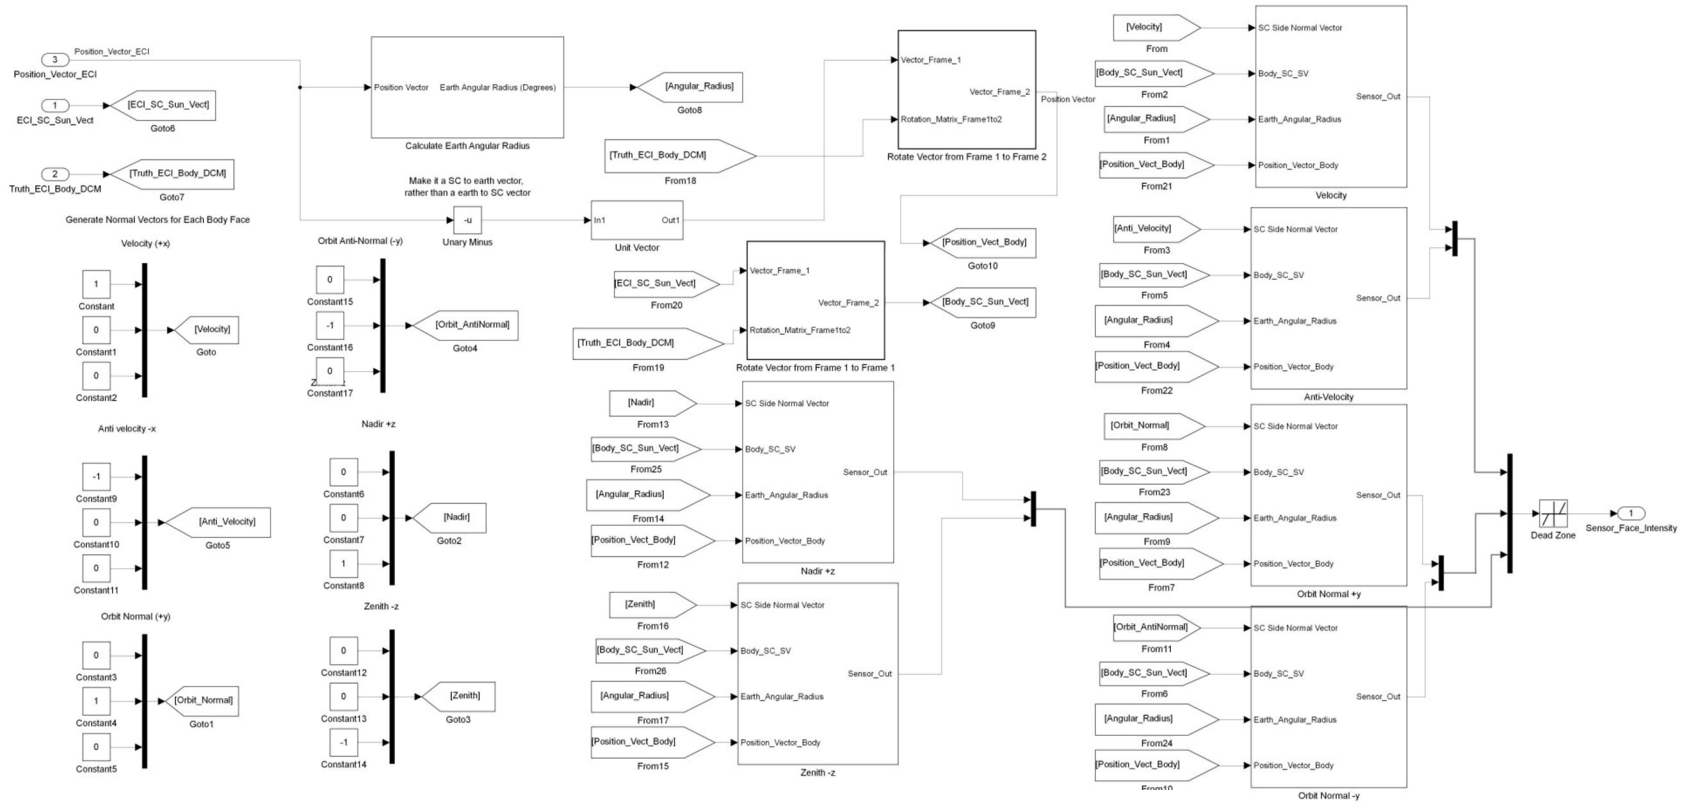 3
Position_Vector_ECI
Position_Vector_ECI
1
ECI_SC_Sun_Vect
[ECI_SC_Sun_Vect]
Goto6
2
Truth_ECI_Body_DCM
[Truth_ECI_Body_DCM]
Goto7
Position Vector
Earth Angular Radius (Degrees)
Calculate Earth Angular Radius
[Angular_Radius]
Goto8
[Truth_ECI_Body_DCM]
From18
Vector_Frame_1
Rotation_Matrix_Frame1to2
Vector_Frame_2
Position Vector
Rotate Vector from Frame 1 to Frame 2
Make it a SC to earth vector,
rather than a earth to SC vector
-u
Unary Minus
In1
Out1
Unit Vector
[Position_Vect_Body]
Goto10
[ECI_SC_Sun_Vect]
From20
[Truth_ECI_Body_DCM]
From19
Vector_Frame_1
Rotation_Matrix_Frame1to2
Vector_Frame_2
Rotate Vector from Frame 1 to Frame 1
[Body_SC_Sun_Vect]
Goto9
Generate Normal Vectors for Each Body Face
Velocity (+x)
1
Constant
0
Constant1
0
Constant2
[Velocity]
Goto
Orbit Anti-Normal (-y)
0
Constant15
-1
Constant16
0
Constant17
[Orbit_AntiNormal]
Goto4
Anti velocity -x
-1
Constant9
0
Constant10
0
Constant11
[Anti_Velocity]
Goto5
Nadir +z
0
Constant6
0
Constant7
1
Constant8
[Nadir]
Goto2
Orbit Normal (+y)
0
Constant3
1
Constant4
0
Constant5
[Orbit_Normal]
Goto1
Zenith -z
0
Constant12
0
Constant13
-1
Constant14
[Zenith]
Goto3
[Nadir]
From13
[Body_SC_Sun_Vect]
From25
[Angular_Radius]
From14
[Position_Vect_Body]
From12
SC Side Normal Vector
Body_SC_SV
Earth_Angular_Radius
Position_Vector_Body
Sensor_Out
Nadir +z
[Zenith]
From16
[Body_SC_Sun_Vect]
From26
[Angular_Radius]
From17
[Position_Vect_Body]
From15
SC Side Normal Vector
Body_SC_SV
Earth_Angular_Radius
Position_Vector_Body
Sensor_Out
Zenith -z
[Velocity]
From
[Body_SC_Sun_Vect]
From2
[Angular_Radius]
From1
[Position_Vect_Body]
From21
SC Side Normal Vector
Body_SC_SV
Earth_Angular_Radius
Position_Vector_Body
Sensor_Out
Velocity
[Anti_Velocity]
From3
[Body_SC_Sun_Vect]
From5
[Angular_Radius]
From4
[Position_Vect_Body]
From22
SC Side Normal Vector
Body_SC_SV
Earth_Angular_Radius
Position_Vector_Body
Sensor_Out
Anti-Velocity
[Orbit_Normal]
From8
[Body_SC_Sun_Vect]
From23
[Angular_Radius]
From9
[Position_Vect_Body]
From7
SC Side Normal Vector
Body_SC_SV
Earth_Angular_Radius
Position_Vector_Body
Sensor_Out
Orbit Normal +y
[Orbit_AntiNormal]
From11
[Body_SC_Sun_Vect]
From6
[Angular_Radius]
From24
[Position_Vect_Body]
From10
SC Side Normal Vector
Body_SC_SV
Earth_Angular_Radius
Position_Vector_Body
Sensor_Out
Orbit Normal -y
Dead Zone
1
Sensor_Face_Intensity